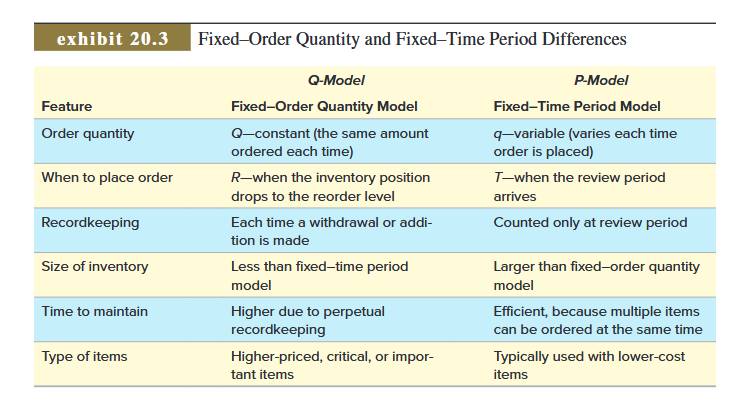 exhibit 20.3 Fixed–Order Quantity and Fixed–Time Period Differences
Q-Model P-Model
Feature Fixed–Order Quantity Model Fixed–Time Period Model
Order quantity Q—constant (the same amount q—variable (varies each time
ordered each time) order is placed)
When to place order R—when the inventory position T—when the review period
drops to the reorder level arrives
Recordkeeping Each time a withdrawal or addi- Counted only at review period
tion is made
Size of inventory Less than fixed–time period Larger than fixed–order quantity
model model
Time to maintain Higher due to perpetual Efficient, because multiple items
recordkeeping can be ordered at the same time
Type of items Higher-priced, critical, or impor- Typically used with lower-cost
tant items items